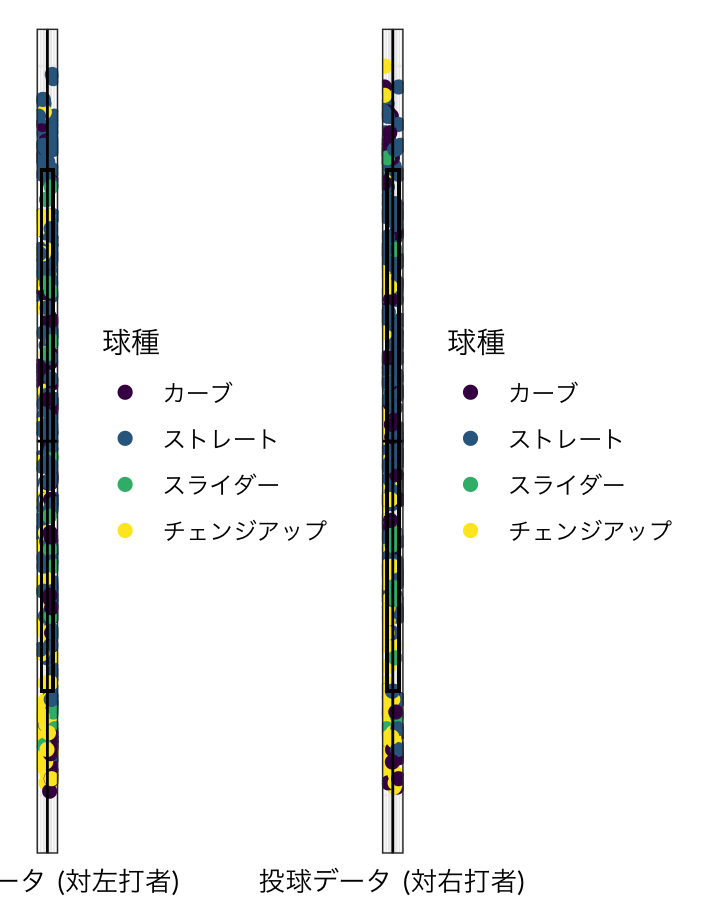 球種
カーブ
ストレート
スライダー
チェンジアップ
ータ (対左打者)
球種
カーブ
ストレート
スライダー
チェンジアップ
投球データ (対右打者)